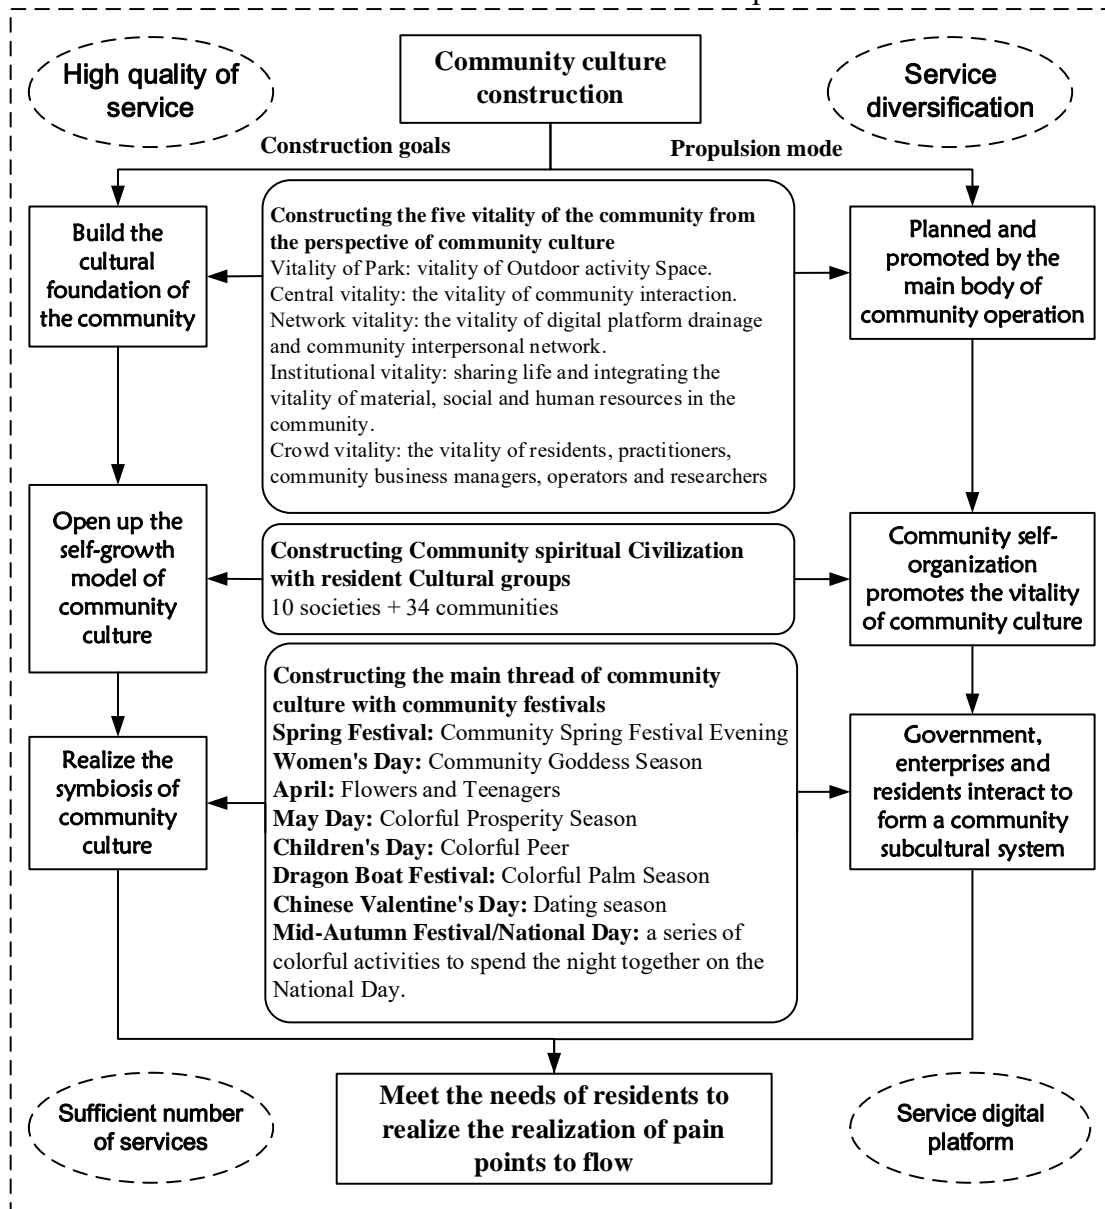 High quality of
service
Community culture
construction
Service
diversification
Construction goals
Propulsion mode
Build the
cultural
foundation of
the community
Constructing the five vitality of the community from
the perspective of community culture
Vitality of Park: vitality of Outdoor activity Space.
Central vitality: the vitality of community interaction.
Network vitality: the vitality of digital platform drainage
and community interpersonal network.
Institutional vitality: sharing life and integrating the
vitality of material, social and human resources in the
community.
Crowd vitality: the vitality of residents, practitioners,
community business managers, operators and researchers
Planned and
promoted by the
main body of
community operation
Open up the
self-growth
model of
community
culture
Constructing Community spiritual Civilization
with resident Cultural groups
10 societies + 34 communities
Community self-
organization
promotes the vitality
of community culture
Realize the
symbiosis of
community
culture
Constructing the main thread of community
culture with community festivals
Spring Festival: Community Spring Festival Evening
Women's Day: Community Goddess Season
April: Flowers and Teenagers
May Day: Colorful Prosperity Season
Children's Day: Colorful Peer
Dragon Boat Festival: Colorful Palm Season
Chinese Valentine's Day: Dating season
Mid-Autumn Festival/National Day: a series of
colorful activities to spend the night together on the
National Day.
Government,
enterprises and
residents interact to
form a community
subcultural system
Sufficient number
of services
Meet the needs of residents to
realize the realization of pain
points to flow
Service digital
platform